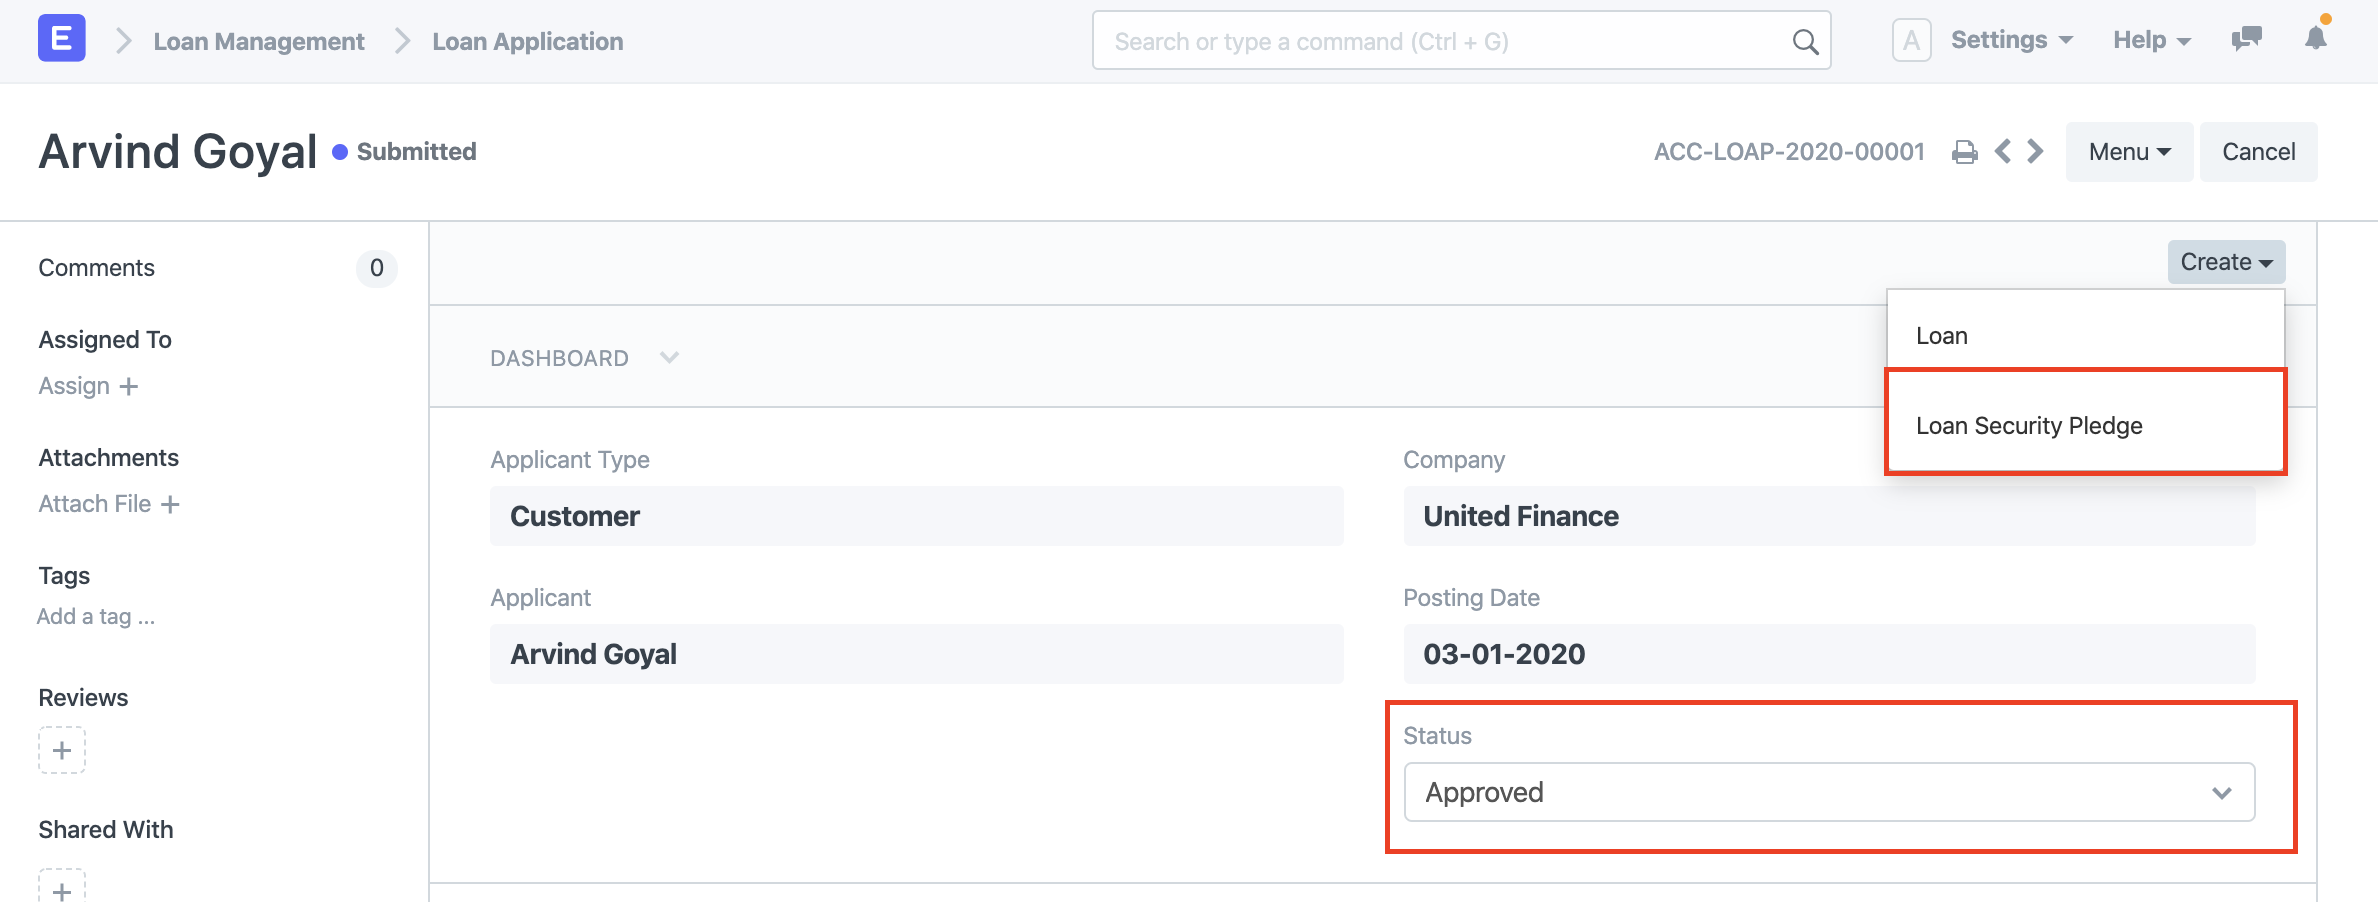 E
Loan Management
Loan Application
Search or type a command (Ctrl + G)
A
Settings
Help
Arvind Goyal
Submitted
ACC-LOAP-2020-00001
Menu
Cancel
Comments
0
Assigned To
Assign +
Attachments
Attach File +
Tags
Add a tag ...
Reviews
+
Shared With
+
Create
Loan
Loan Security Pledge
DASHBOARD
Applicant Type
Customer
Company
United Finance
Applicant
Arvind Goyal
Posting Date
03-01-2020
Status
Approved